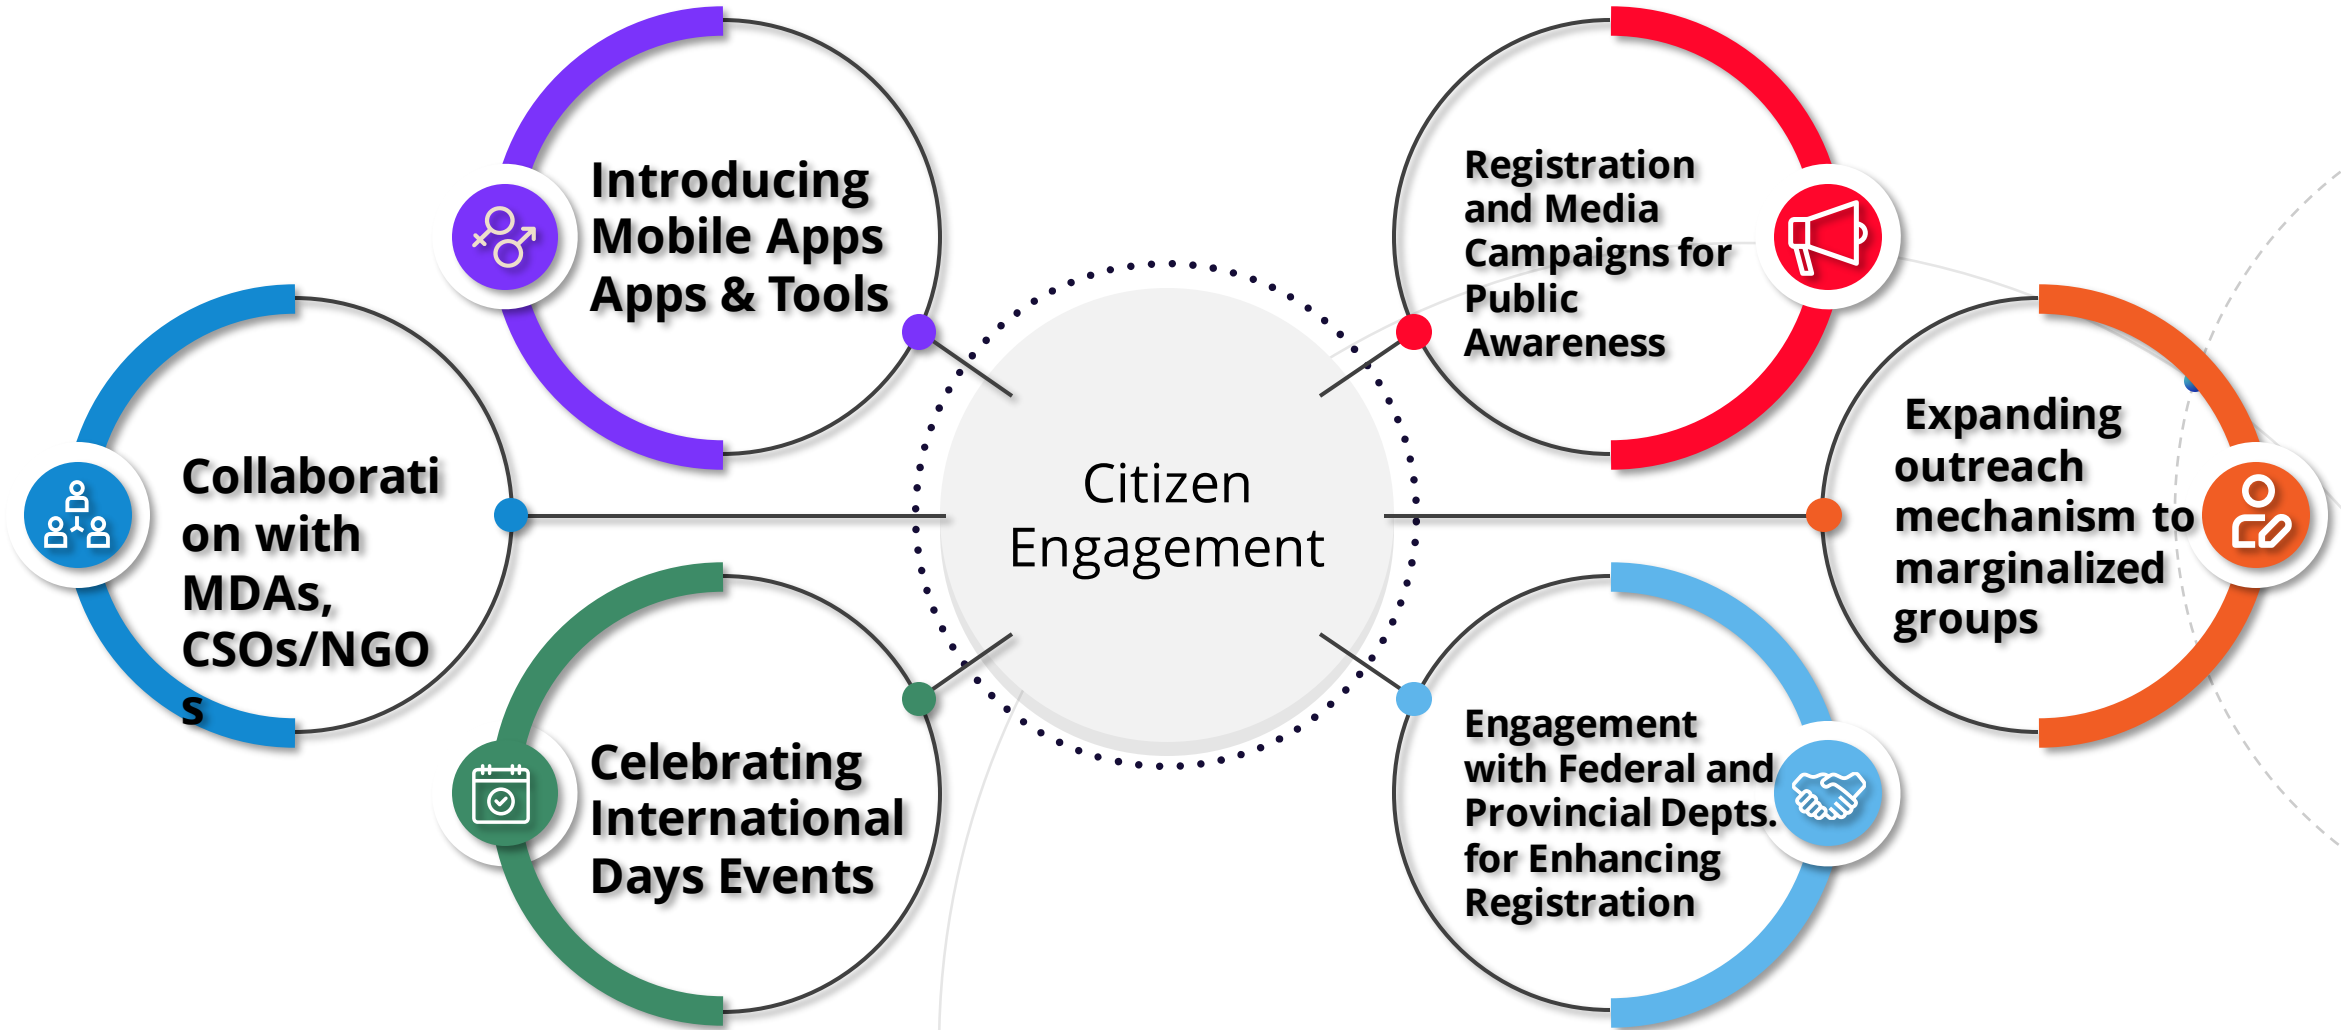 Introducing
Mobile Apps
Apps & Tools
Registration
and Media
Campaigns for
Public
Awareness
Collaborati
on with
MDAs,
CSOs/NGO
s
Citizen
Engagement
Expanding
outreach
mechanism to
marginalized
groups
Celebrating
International
Days Events
Engagement
with Federal and
Provincial Depts.
for Enhancing
Registration